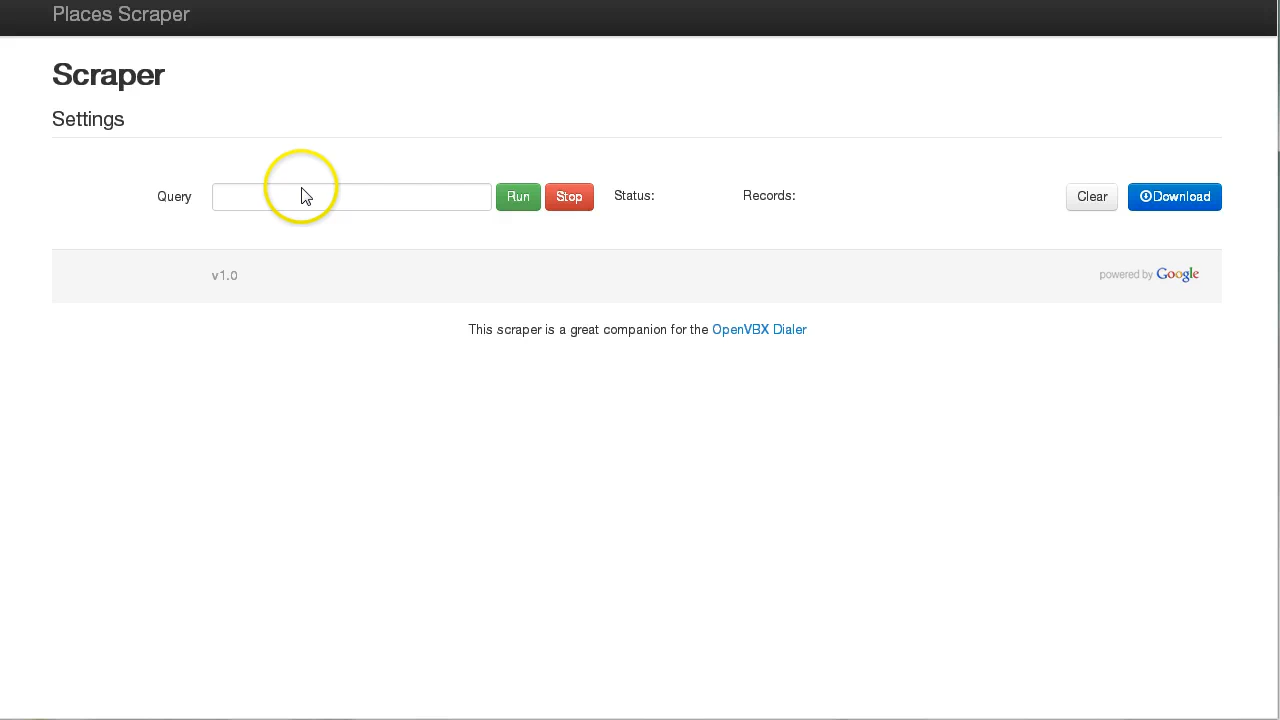 Places Scraper
Scraper
Settings
Query Run Stop Status: Records: Clear Download
v1.0 powered by Google
This scraper is a great companion for the OpenVBX Dialer